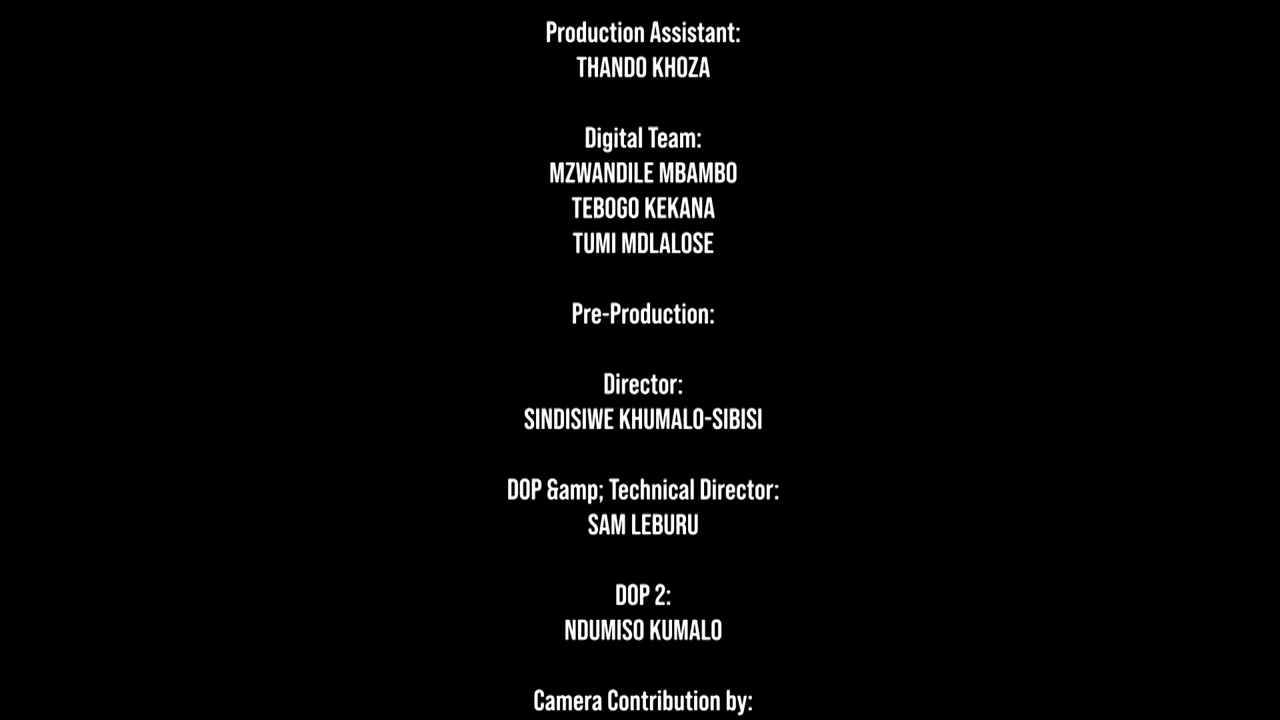 Production Assistant:
THANDO KHOZA
Digital Team:
MZWANDILE MBAMBO
TEBOGO KEKANA
TUMI MDLALOSE
Pre-Production:
Director:
SINDISIWE KHUMALO-SIBISI
DOP &amp; Technical Director:
SAM LEBURU
DOP 2:
NDUMISO KUMALO
Camera Contribution by: